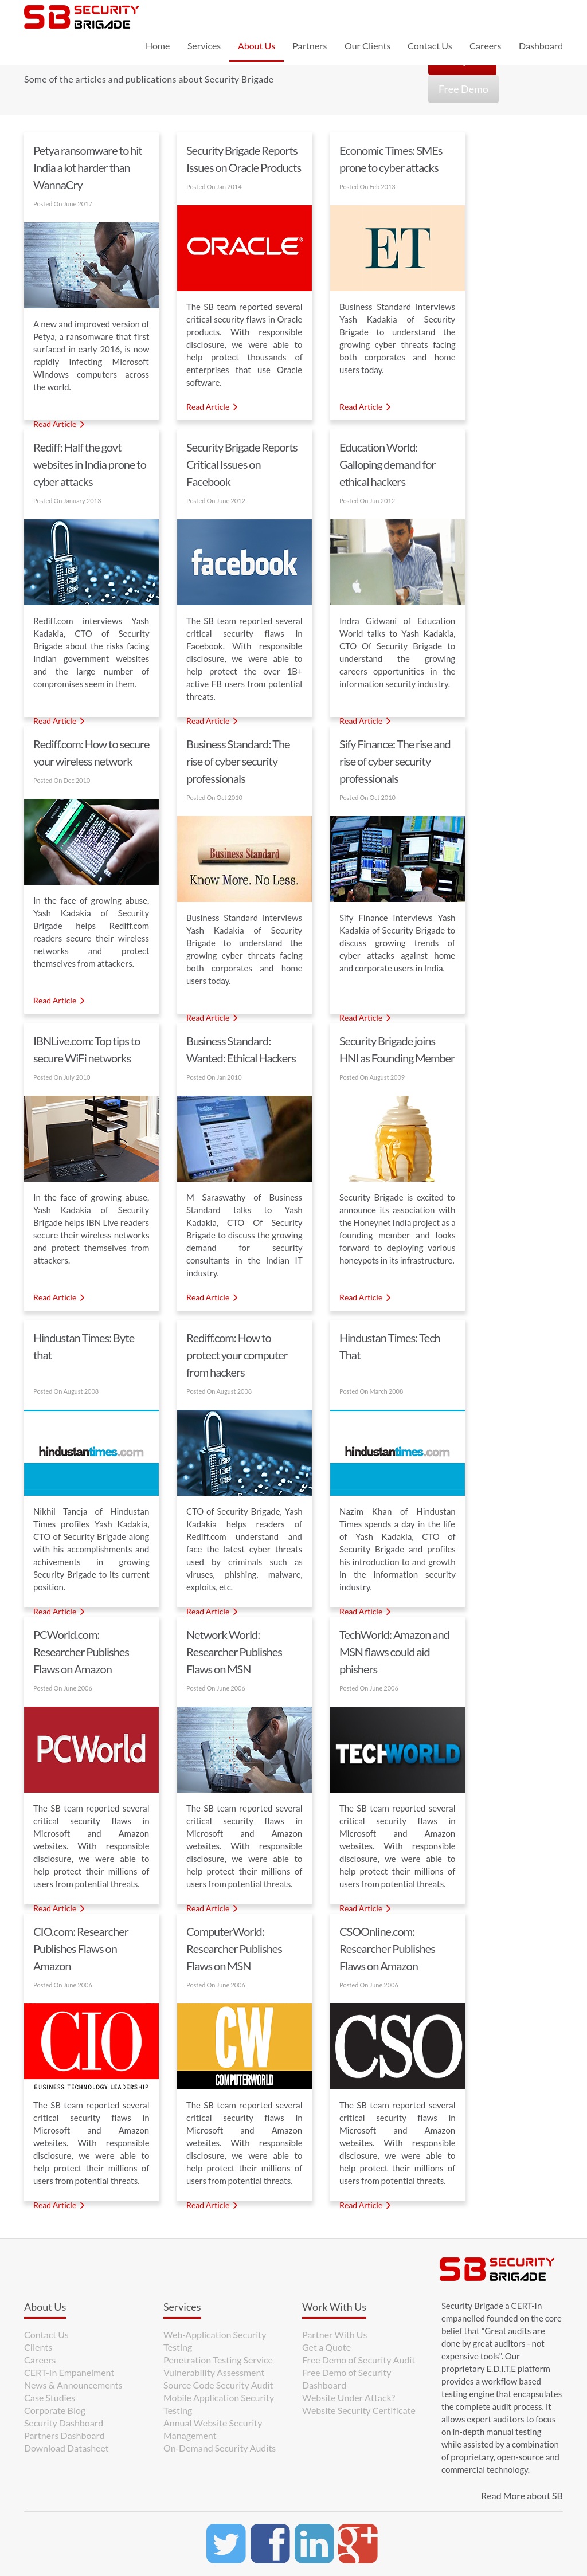 SB SECURITY
BRIGADE
Home Services About Us Partners Our Clients Contact Us Careers Dashboard
Some of the articles and publications about Security Brigade
Free Demo
Petya ransomware to hit
India a lot harder than
WannaCry
Posted On June 2017
A new and improved version of
Petya, a ransomware that first
surfaced in early 2016, is now
rapidly infecting Microsoft
Windows computers across
the world.
Read Article
Security Brigade Reports
Issues on Oracle Products
Posted On Jan 2014
ORACLE®
The SB team reported several
critical security flaws in Oracle
products. With responsible
disclosure, we were able to
help protect thousands of
enterprises that use Oracle
software.
Read Article
Economic Times: SMEs
prone to cyber attacks
Posted On Feb 2013
ET
Business Standard interviews
Yash Kadakia of Security
Brigade to understand the
growing cyber threats facing
both corporates and home
users today.
Read Article
Rediff: Half the govt
websites in India prone to
cyber attacks
Posted On January 2013
Rediff.com interviews Yash
Kadakia, CTO of Security
Brigade about the risks facing
Indian government websites
and the large number of
compromises seem in them.
Read Article
Security Brigade Reports
Critical Issues on
Facebook
Posted On June 2012
facebook
The SB team reported several
critical security flaws in
Facebook. With responsible
disclosure, we were able to
help protect the over 1B+
active FB users from potential
threats.
Read Article
Education World:
Galloping demand for
ethical hackers
Posted On Jun 2012
Indra Gidwani of Education
World talks to Yash Kadakia,
CTO Of Security Brigade to
understand the growing
careers opportunities in the
information security industry.
Read Article
Rediff.com: How to secure
your wireless network
Posted On Dec 2010
In the face of growing abuse,
Yash Kadakia of Security
Brigade helps Rediff.com
readers secure their wireless
networks and protect
themselves from attackers.
Read Article
Business Standard: The
rise of cyber security
professionals
Posted On Oct 2010
Business Standard
Know More. No Less.
Business Standard interviews
Yash Kadakia of Security
Brigade to understand the
growing cyber threats facing
both corporates and home
users today.
Read Article
Sify Finance: The rise and
rise of cyber security
professionals
Posted On Oct 2010
Sify Finance interviews Yash
Kadakia of Security Brigade to
discuss growing trends of
cyber attacks against home
and corporate users in India.
Read Article
IBNLive.com: Top tips to
secure WiFi networks
Posted On July 2010
In the face of growing abuse,
Yash Kadakia of Security
Brigade helps IBN Live readers
secure their wireless networks
and protect themselves from
attackers.
Read Article
Business Standard:
Wanted: Ethical Hackers
Posted On Jan 2010
M Saraswathy of Business
Standard talks to Yash
Kadakia, CTO Of Security
Brigade to discuss the growing
demand for security
consultants in the Indian IT
industry.
Read Article
Security Brigade joins
HNI as Founding Member
Posted On August 2009
Security Brigade is excited to
announce its association with
the Honeynet India project as a
founding member and looks
forward to deploying various
honeypots in its infrastructure.
Read Article
Hindustan Times: Byte
that
Posted On August 2008
hindustantimes.com
Nikhil Taneja of Hindustan
Times profiles Yash Kadakia,
CTO of Security Brigade along
with his accomplishments and
achivements in growing
Security Brigade to its current
position.
Read Article
Rediff.com: How to
protect your computer
from hackers
Posted On August 2008
CTO of Security Brigade, Yash
Kadakia helps readers of
Rediff.com understand and
face the latest cyber threats
used by criminals such as
viruses, phishing, malware,
exploits, etc.
Read Article
Hindustan Times: Tech
That
Posted On March 2008
hindustantimes.com
Nazim Khan of Hindustan
Times spends a day in the life
of Yash Kadakia, CTO of
Security Brigade and profiles
his introduction to and growth
in the information security
industry.
Read Article
PCWorld.com:
Researcher Publishes
Flaws on Amazon
Posted On June 2006
PCWorld
The SB team reported several
critical security flaws in
Microsoft and Amazon
websites. With responsible
disclosure, we were able to
help protect their millions of
users from potential threats.
Read Article
Network World:
Researcher Publishes
Flaws on MSN
Posted On June 2006
The SB team reported several
critical security flaws in
Microsoft and Amazon
websites. With responsible
disclosure, we were able to
help protect their millions of
users from potential threats.
Read Article
TechWorld: Amazon and
MSN flaws could aid
phishers
Posted On June 2006
TECHWORLD
The SB team reported several
critical security flaws in
Microsoft and Amazon
websites. With responsible
disclosure, we were able to
help protect their millions of
users from potential threats.
Read Article
CIO.com: Researcher
Publishes Flaws on
Amazon
Posted On June 2006
CIO
BUSINESS TECHNOLOGY LEADERSHIP
The SB team reported several
critical security flaws in
Microsoft and Amazon
websites. With responsible
disclosure, we were able to
help protect their millions of
users from potential threats.
Read Article
ComputerWorld:
Researcher Publishes
Flaws on MSN
Posted On June 2006
CW
COMPUTERWORLD
The SB team reported several
critical security flaws in
Microsoft and Amazon
websites. With responsible
disclosure, we were able to
help protect their millions of
users from potential threats.
Read Article
CSOOnline.com:
Researcher Publishes
Flaws on Amazon
Posted On June 2006
CSO
The SB team reported several
critical security flaws in
Microsoft and Amazon
websites. With responsible
disclosure, we were able to
help protect their millions of
users from potential threats.
Read Article
About Us
Contact Us
Clients
Careers
CERT-In Empanelment
News & Announcements
Case Studies
Corporate Blog
Security Dashboard
Partners Dashboard
Download Datasheet
Services
Web-Application Security
Testing
Penetration Testing Service
Vulnerability Assessment
Source Code Security Audit
Mobile Application Security
Testing
Annual Website Security
Management
On-Demand Security Audits
Work With Us
Partner With Us
Get a Quote
Free Demo of Security Audit
Free Demo of Security
Dashboard
Website Under Attack?
Website Security Certificate
SB SECURITY
BRIGADE
Security Brigade a CERT-In
empanelled founded on the core
belief that "Great audits are
done by great auditors - not
expensive tools". Our
proprietary E.D.I.T.E platform
provides a workflow based
testing engine that encapsulates
the complete audit process. It
allows expert auditors to focus
on in-depth manual testing
while assisted by a combination
of proprietary, open-source and
commercial technology.
Read More about SB